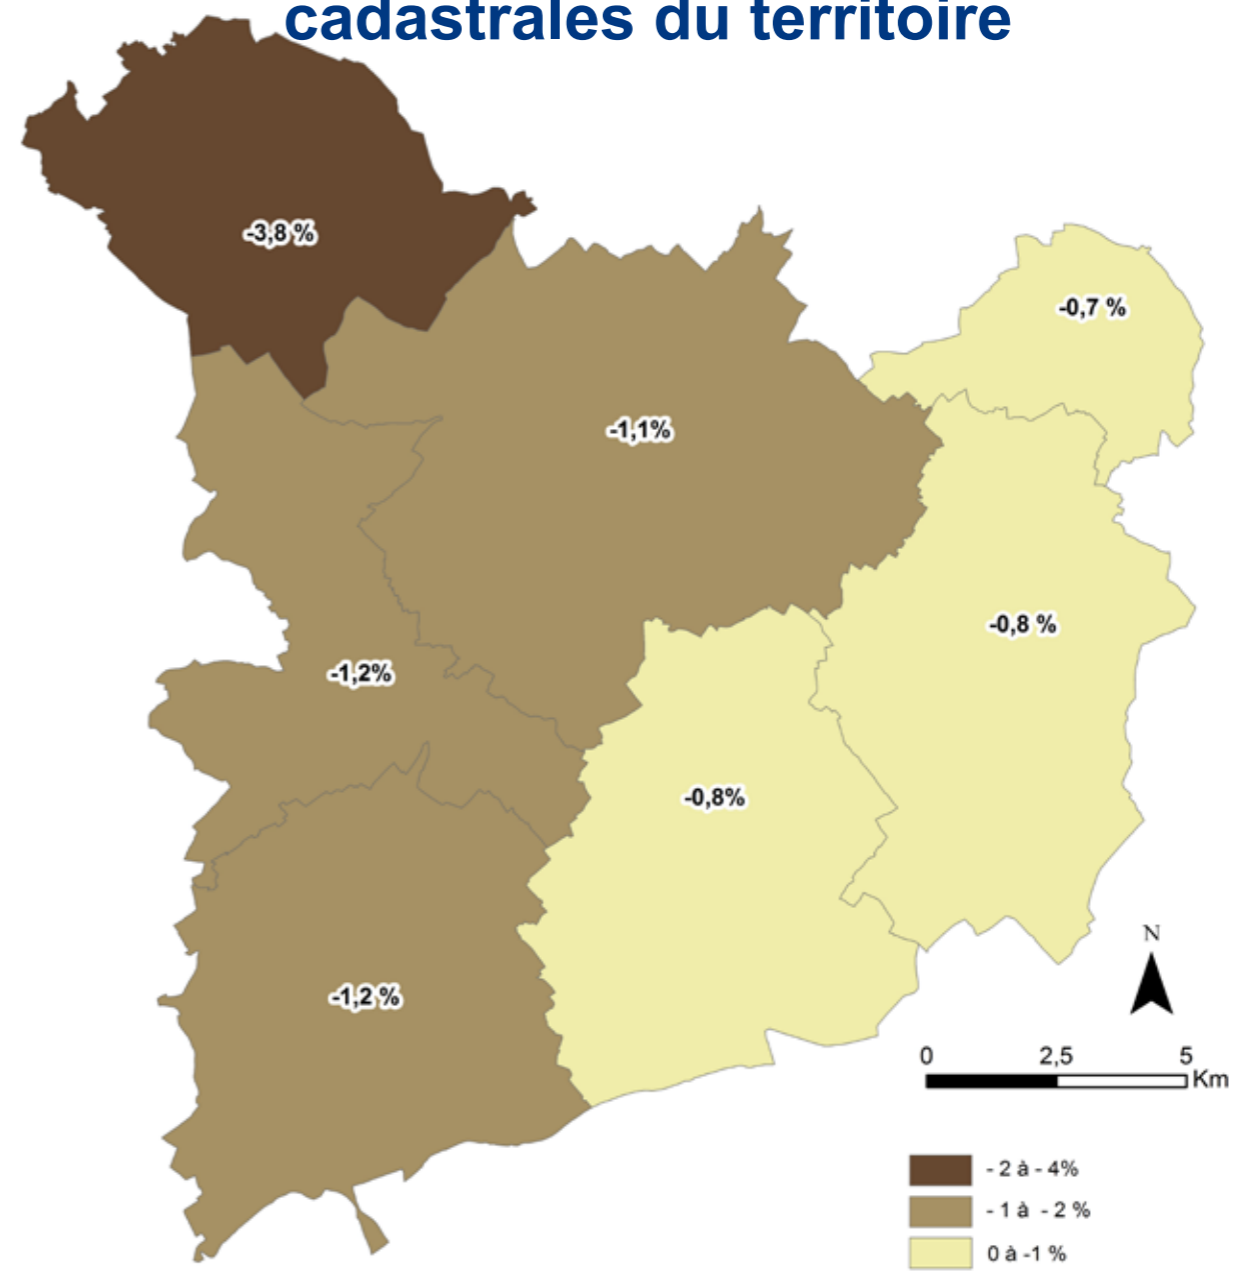 cadastrales du territoire
-3,8 %
-0,7 %
-1,1%
-0,8 %
-1,2%
-0,8%
-1,2 %
N
0 2,5 5
Km
- 2 à - 4%
- 1 à - 2 %
0 à -1 %